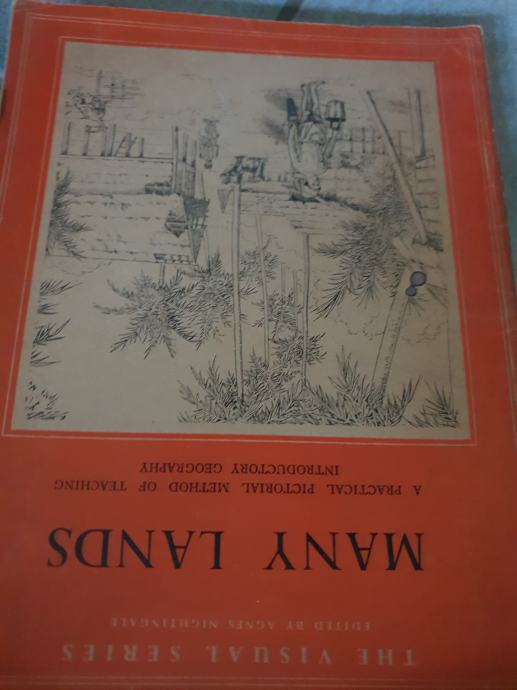 THE VISUAL SERIES
EDITED BY AGNES NIGHTINGALE
MANY LANDS
A PRACTICAL PICTORIAL METHOD OF TEACHING
INTRODUCTORY GEOGRAPHY